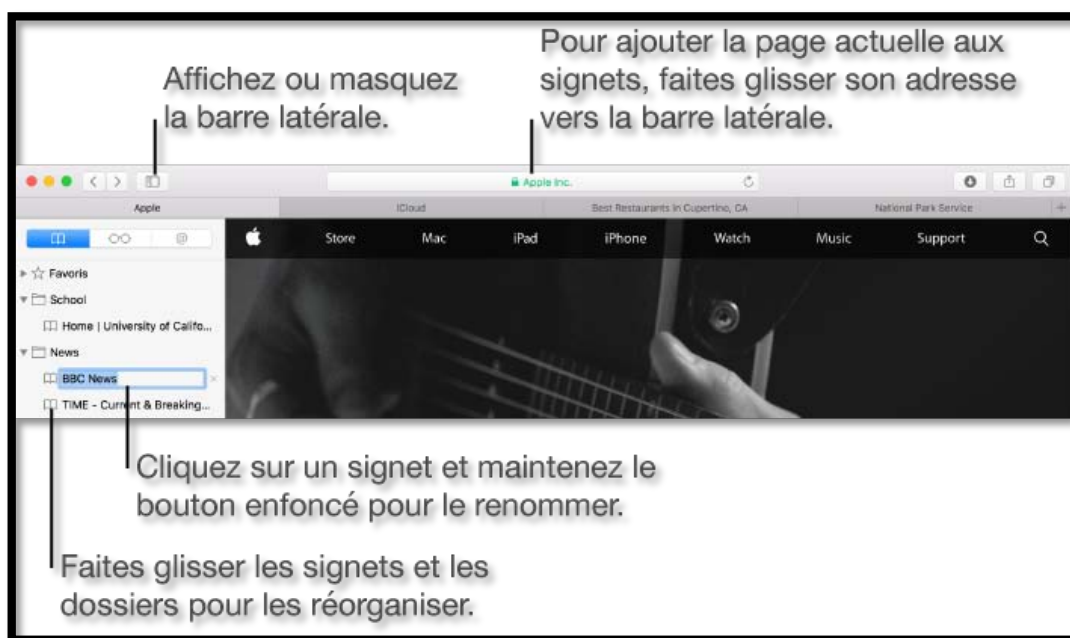 Affichez ou masquez
la barre latérale.
Pour ajouter la page actuelle aux
signets, faites glisser son adresse
vers la barre latérale.
Apple Inc.
Apple
iCloud
Best Restaurants in Cupertino, CA
National Park Service
Store Mac iPad iPhone Watch Music Support
Favoris
School
Home | University of Califo...
News
BBC News
TIME - Current & Breaking...
Cliquez sur un signet et maintenez le
bouton enfoncé pour le renommer.
Faites glisser les signets et les
dossiers pour les réorganiser.